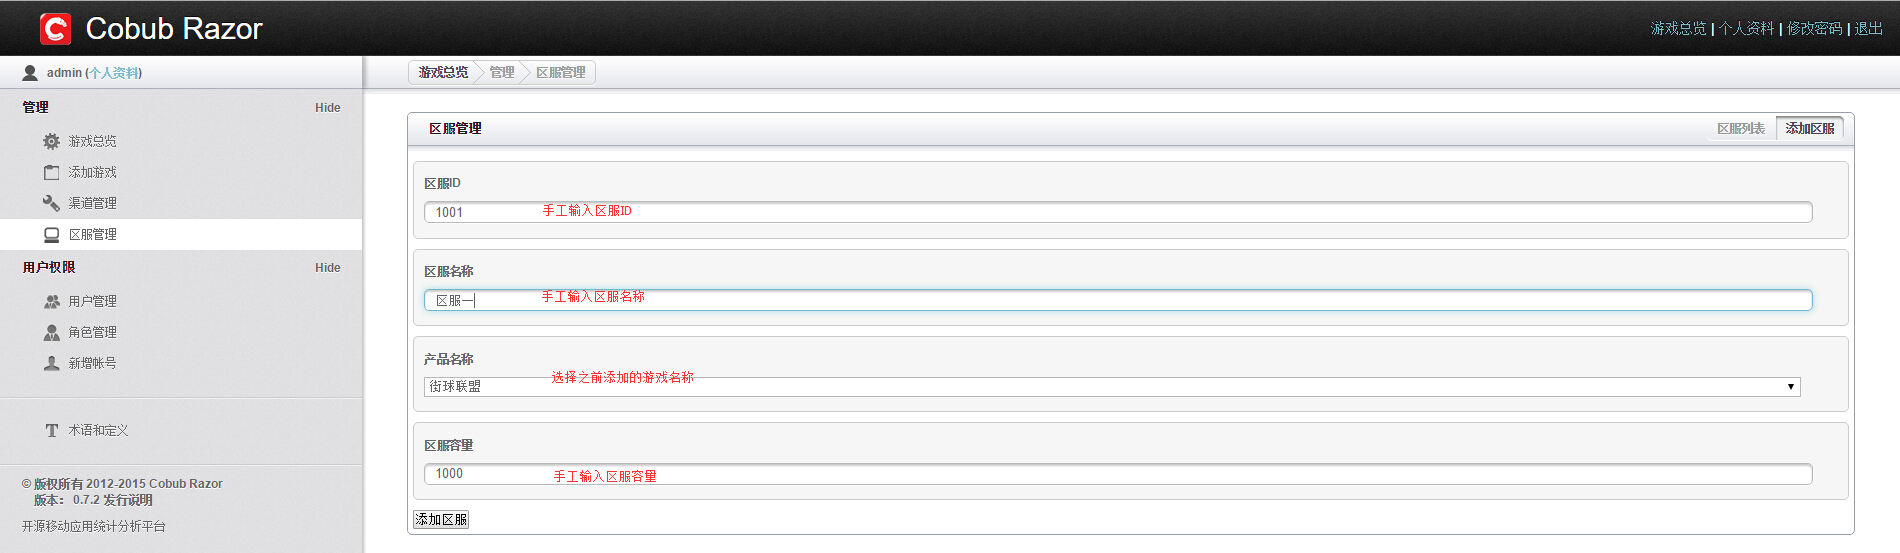 Cobub Razor
游戏总览 | 个人资料 | 修改密码 | 退出
admin (个人资料)
游戏总览 管理 区服管理
管理 Hide
游戏总览
添加游戏
渠道管理
区服管理
用户权限 Hide
用户管理
角色管理
新增帐号
术语和定义
© 版权所有 2012-2015 Cobub Razor
版本： 0.7.2 发行说明
开源移动应用统计分析平台
区服管理 区服列表 添加区服
区服ID
1001 手工输入区服ID
区服名称
区服一 手工输入区服名称
产品名称
街球联盟 选择之前添加的游戏名称
区服容量
1000 手工输入区服容量
添加区服